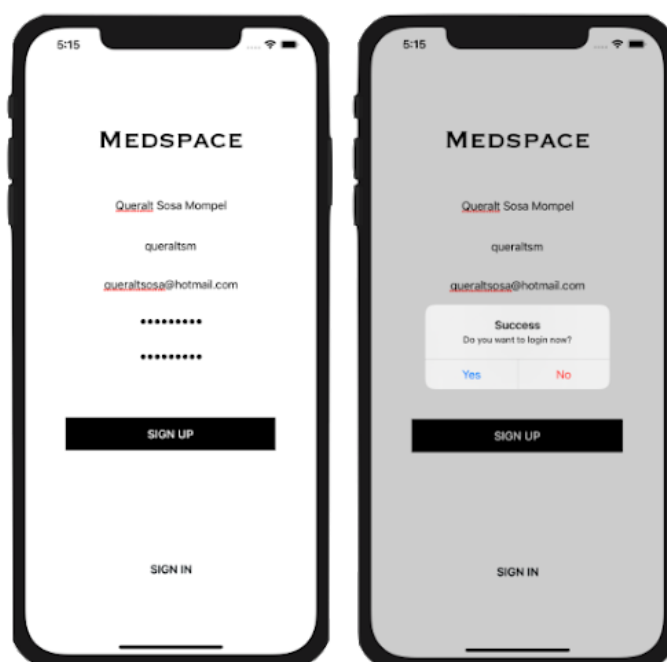 5:15
MEDSPACE
Queralt Sosa Mompel
queraltsm
queraltsosa@hotmail.com
•••••••••
•••••••••
SIGN UP
SIGN IN
5:15
MEDSPACE
Queralt Sosa Mompel
queraltsm
queraltsosa@hotmail.com
Success
Do you want to login now?
Yes No
SIGN UP
SIGN IN